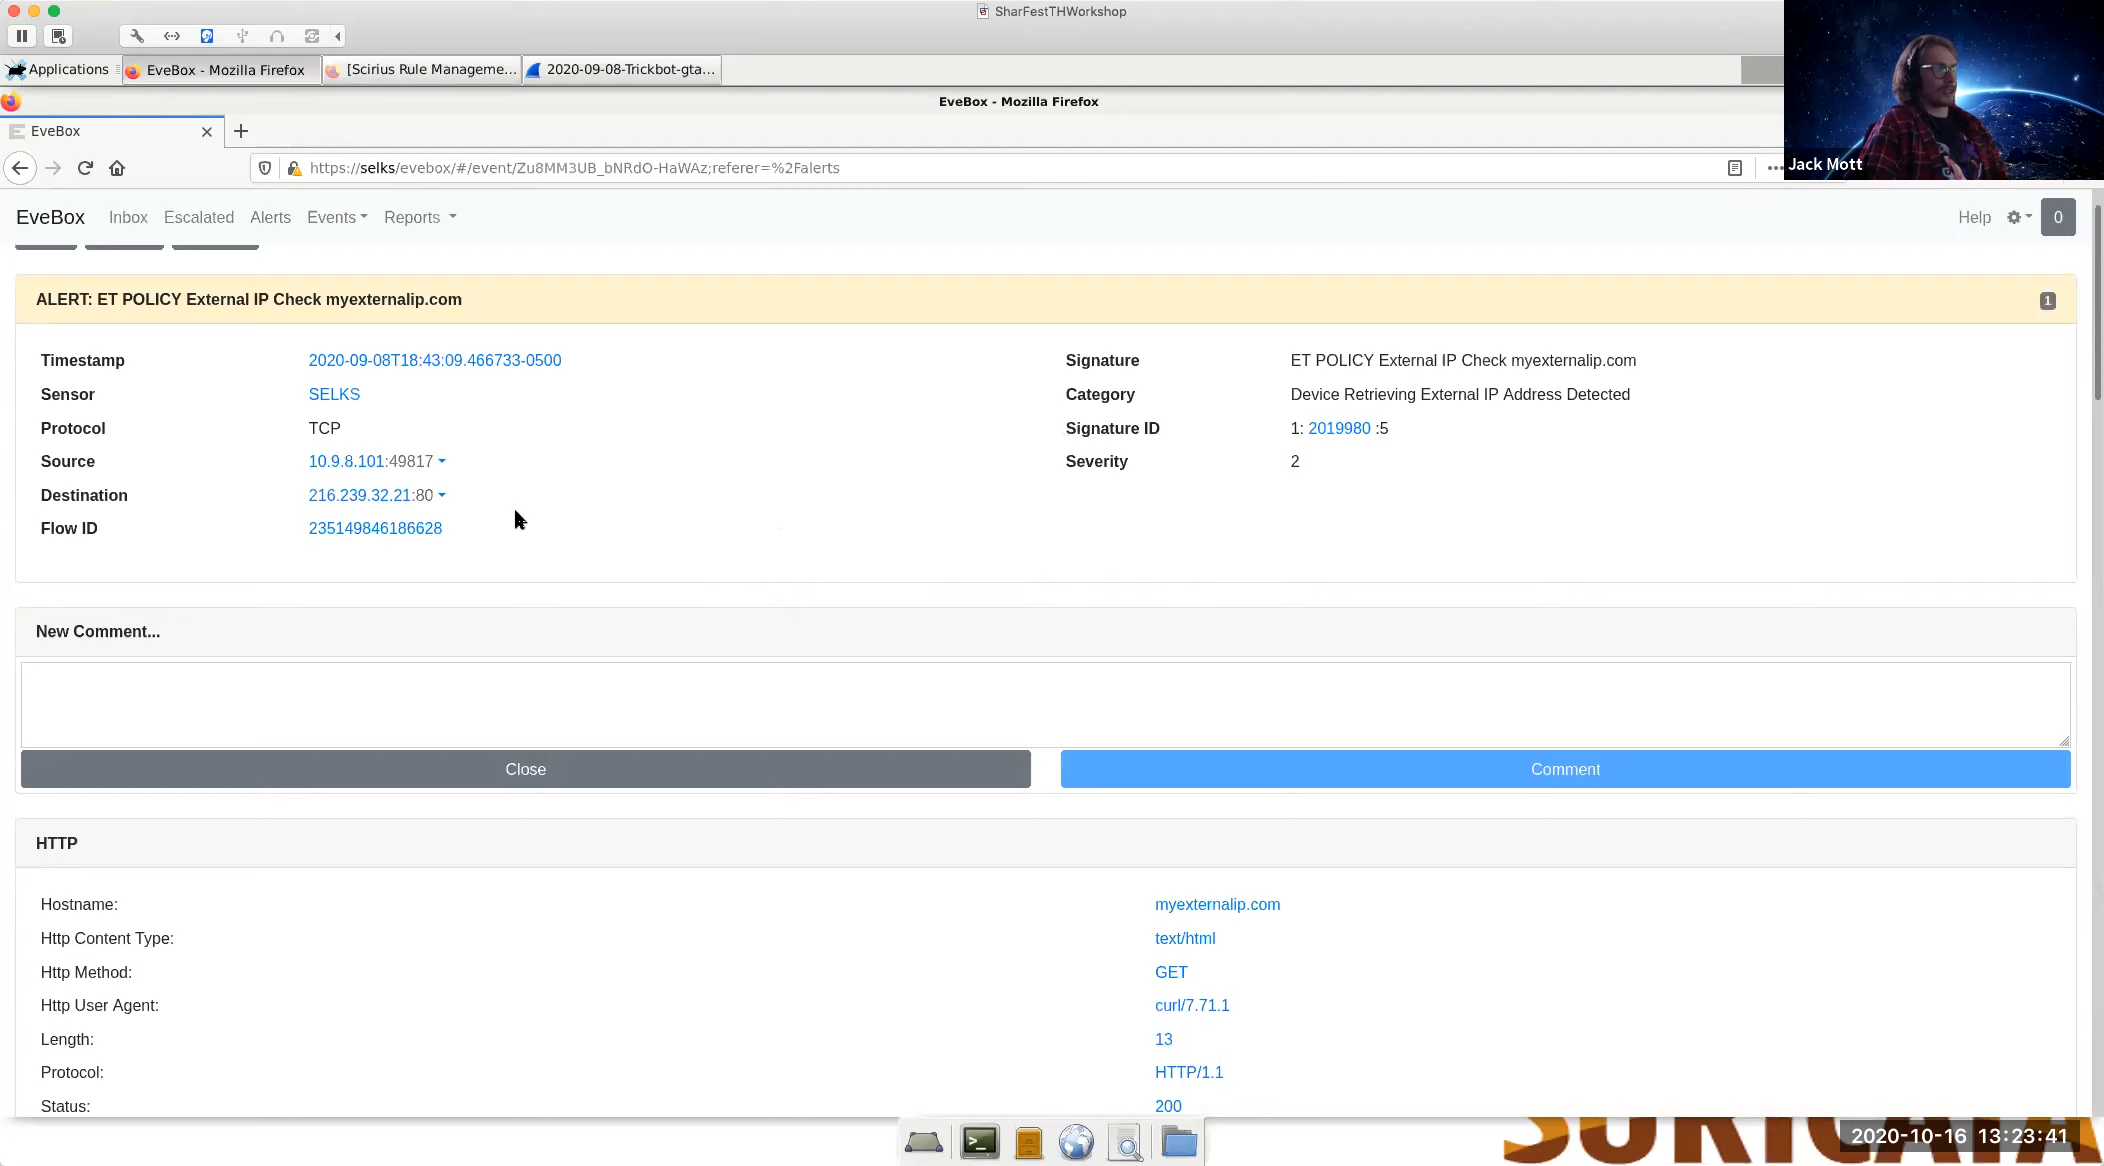 SharFestTHWorkshop
Applications
EveBox - Mozilla Firefox
[Scirius Rule Manageme...
2020-09-08-Trickbot-gta...
EveBox - Mozilla Firefox
EveBox
https://selks/evebox/#/event/Zu8MM3UB_bNRdO-HaWAz;referer=%2Falerts
Jack Mott
EveBox Inbox Escalated Alerts Events Reports Help 0
ALERT: ET POLICY External IP Check myexternalip.com 1
Timestamp 2020-09-08T18:43:09.466733-0500
Sensor SELKS
Protocol TCP
Source 10.9.8.101:49817
Destination 216.239.32.21:80
Flow ID 235149846186628
Signature ET POLICY External IP Check myexternalip.com
Category Device Retrieving External IP Address Detected
Signature ID 1: 2019980 :5
Severity 2
New Comment...
Close Comment
HTTP
Hostname: myexternalip.com
Http Content Type: text/html
Http Method: GET
Http User Agent: curl/7.71.1
Length: 13
Protocol: HTTP/1.1
Status: 200
SURICATA
2020-10-16 13:23:41